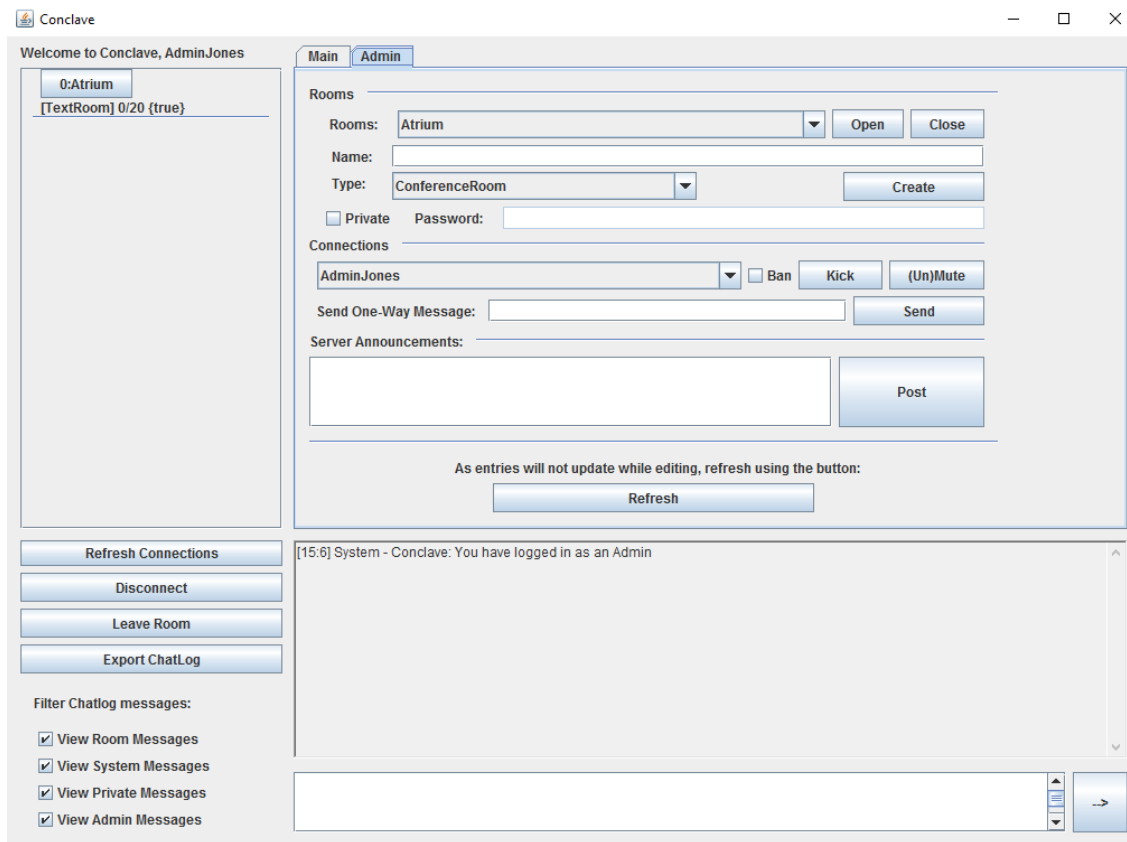 Conclave
Welcome to Conclave, AdminJones
0:Atrium
[TextRoom] 0/20 {true}
Main Admin
Rooms
Rooms: Atrium Open Close
Name:
Type: ConferenceRoom Create
Private Password:
Connections
AdminJones Ban Kick (Un)Mute
Send One-Way Message: Send
Server Announcements:
Post
As entries will not update while editing, refresh using the button:
Refresh
Refresh Connections
Disconnect
Leave Room
Export ChatLog
Filter Chatlog messages:
View Room Messages
View System Messages
View Private Messages
View Admin Messages
[15:6] System - Conclave: You have logged in as an Admin
-->